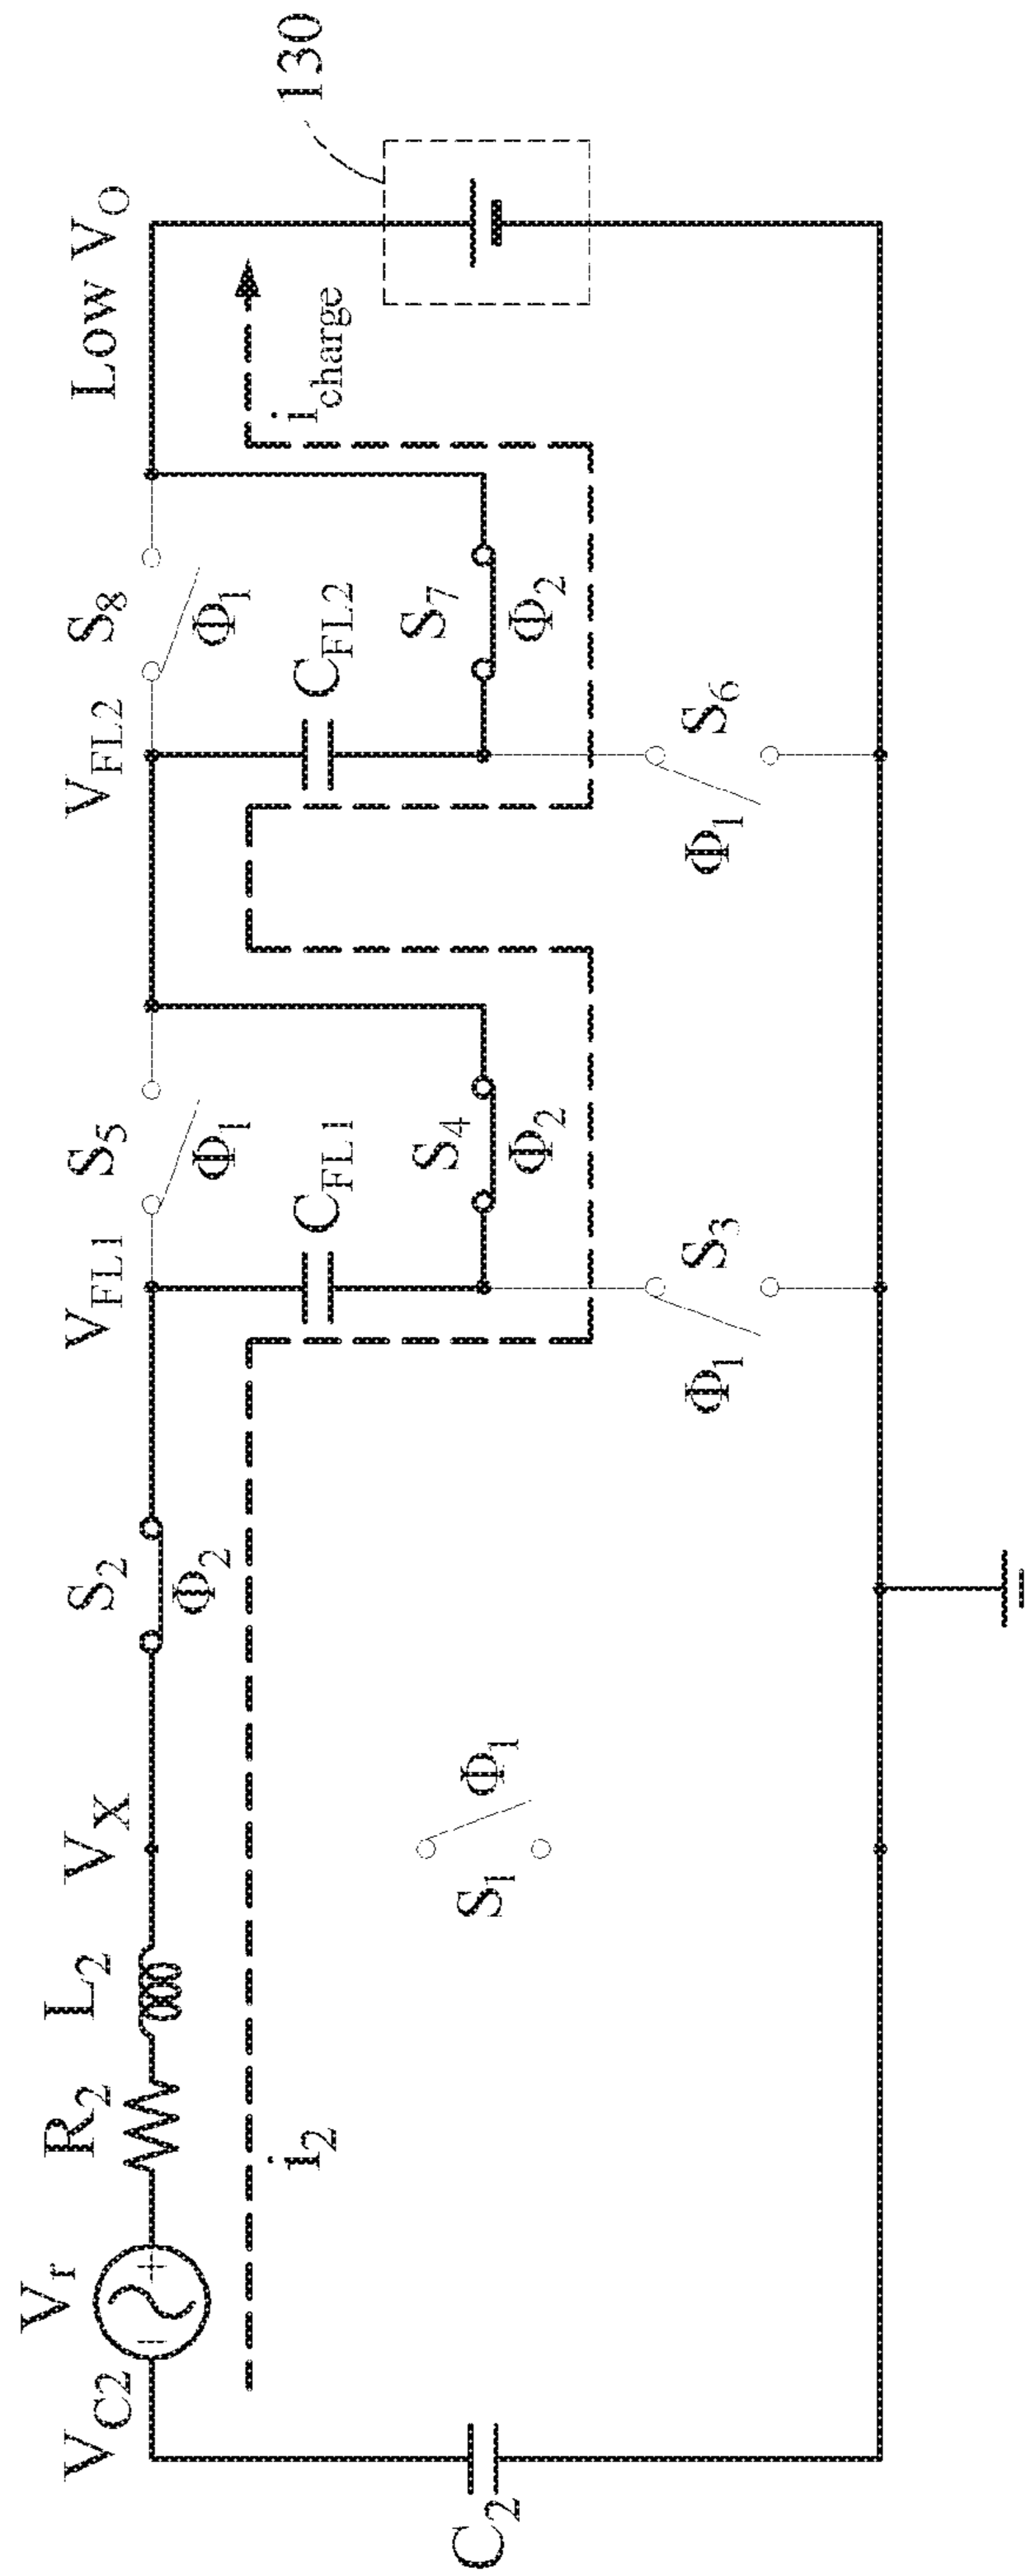 V_C2
V_r
R_2
L_2
V_X
S_2
Φ_2
V_FL1
S_5
Φ_1
V_FL2
S_8
Φ_1
Low V_O
130
i_2
C_FL1
C_FL2
i_charge
S_4
Φ_2
S_7
Φ_2
C_2
S_1
Φ_1
Φ_1
S_3
Φ_1
S_6